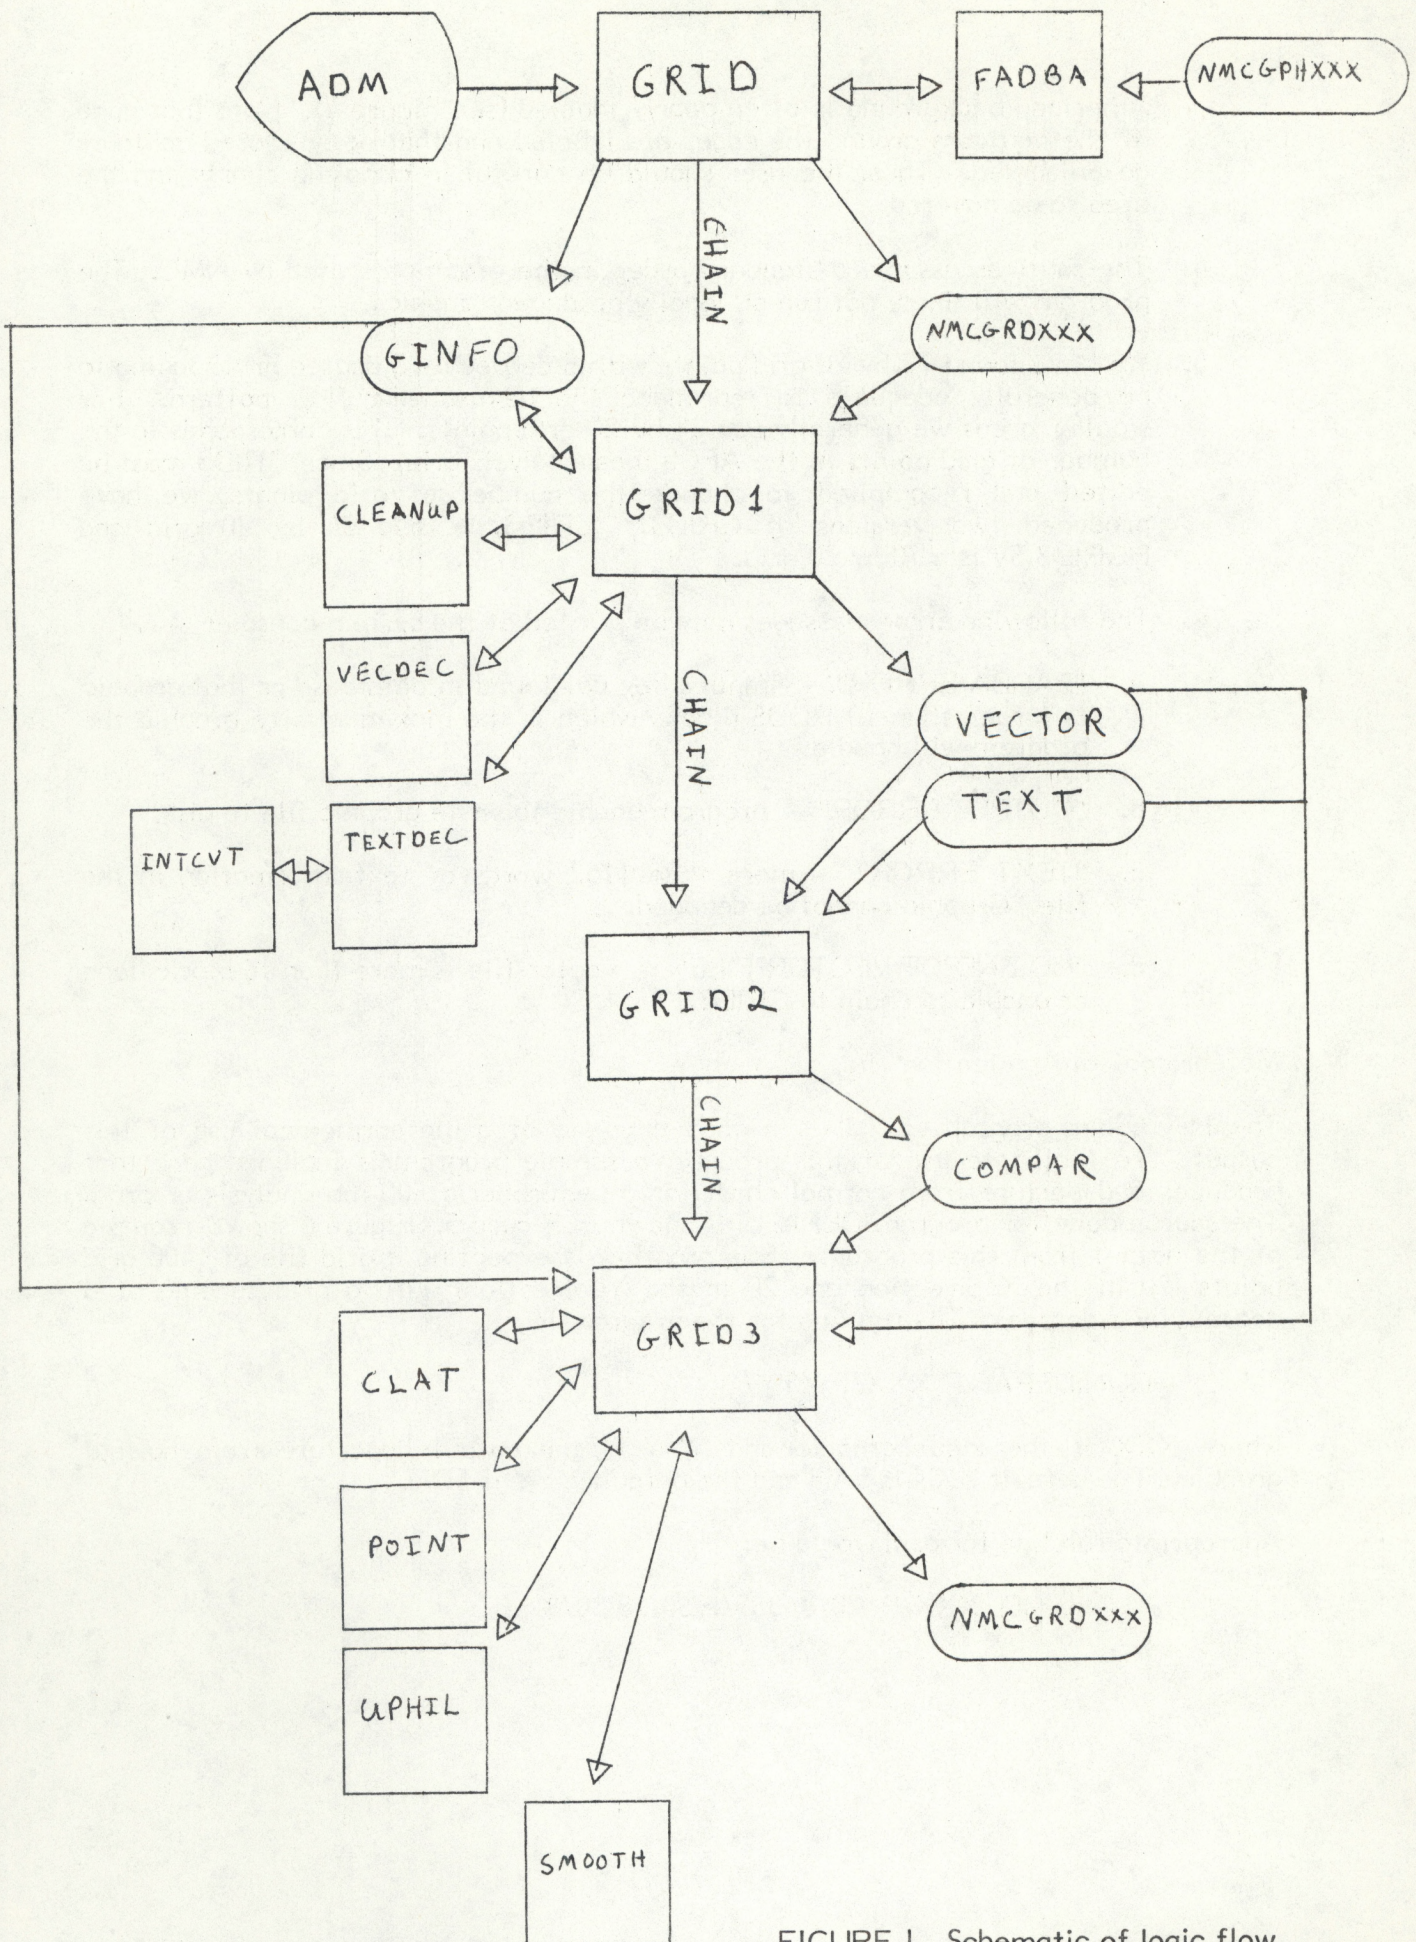 ADM
GRID
FADBA
NMCGPHXXX
CHAIN
GINFO
NMCGRDXXX
GRID1
CLEANUP
VECDEC
CHAIN
VECTOR
TEXT
INTCVT
TEXTDEC
GRID2
CHAIN
COMPAR
GRID3
CLAT
POINT
NMCGRDXXX
UPHIL
SMOOTH
FIGURE 1. Schematic of logic flow